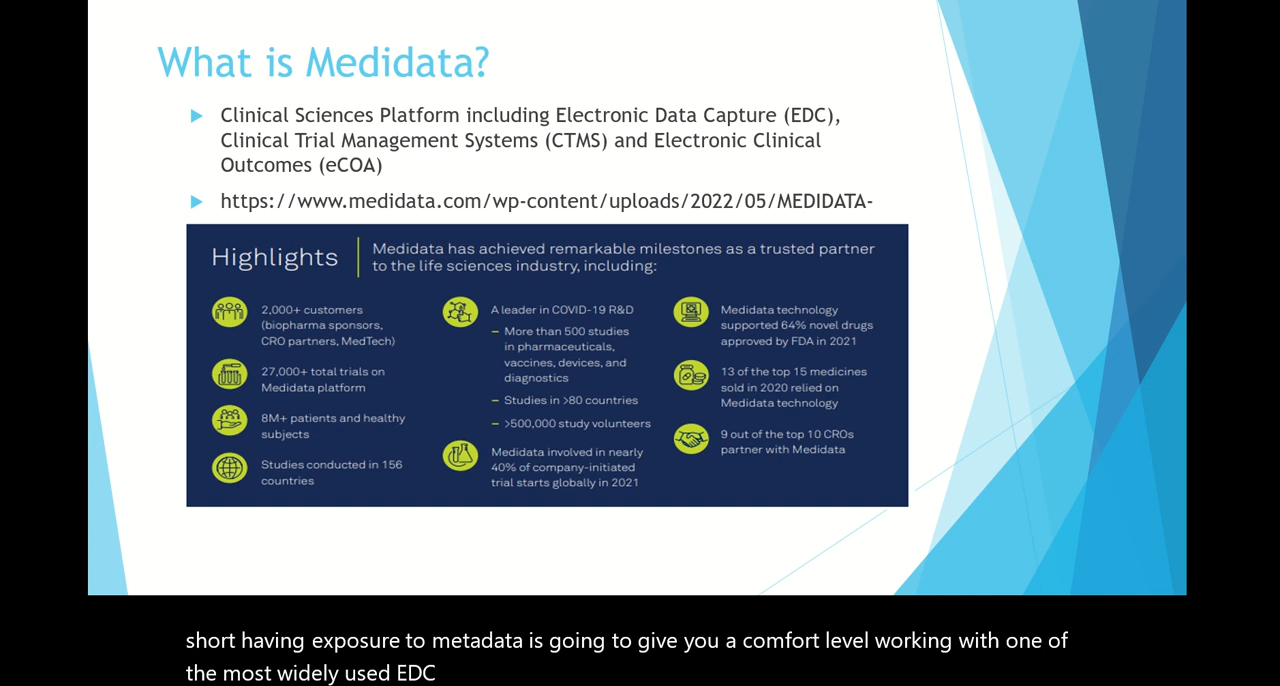 What is Medidata?
Clinical Sciences Platform including Electronic Data Capture (EDC),
Clinical Trial Management Systems (CTMS) and Electronic Clinical
Outcomes (eCOA)
https://www.medidata.com/wp-content/uploads/2022/05/MEDIDATA-
Highlights
Medidata has achieved remarkable milestones as a trusted partner
to the life sciences industry, including:
2,000+ customers
(biopharma sponsors,
CRO partners, MedTech)
27,000+ total trials on
Medidata platform
8M+ patients and healthy
subjects
Studies conducted in 156
countries
A leader in COVID-19 R&D
– More than 500 studies
in pharmaceuticals,
vaccines, devices, and
diagnostics
– Studies in >80 countries
– >500,000 study volunteers
Medidata involved in nearly
40% of company-initiated
trial starts globally in 2021
Medidata technology
supported 64% novel drugs
approved by FDA in 2021
13 of the top 15 medicines
sold in 2020 relied on
Medidata technology
9 out of the top 10 CROs
partner with Medidata
short having exposure to metadata is going to give you a comfort level working with one of
the most widely used EDC